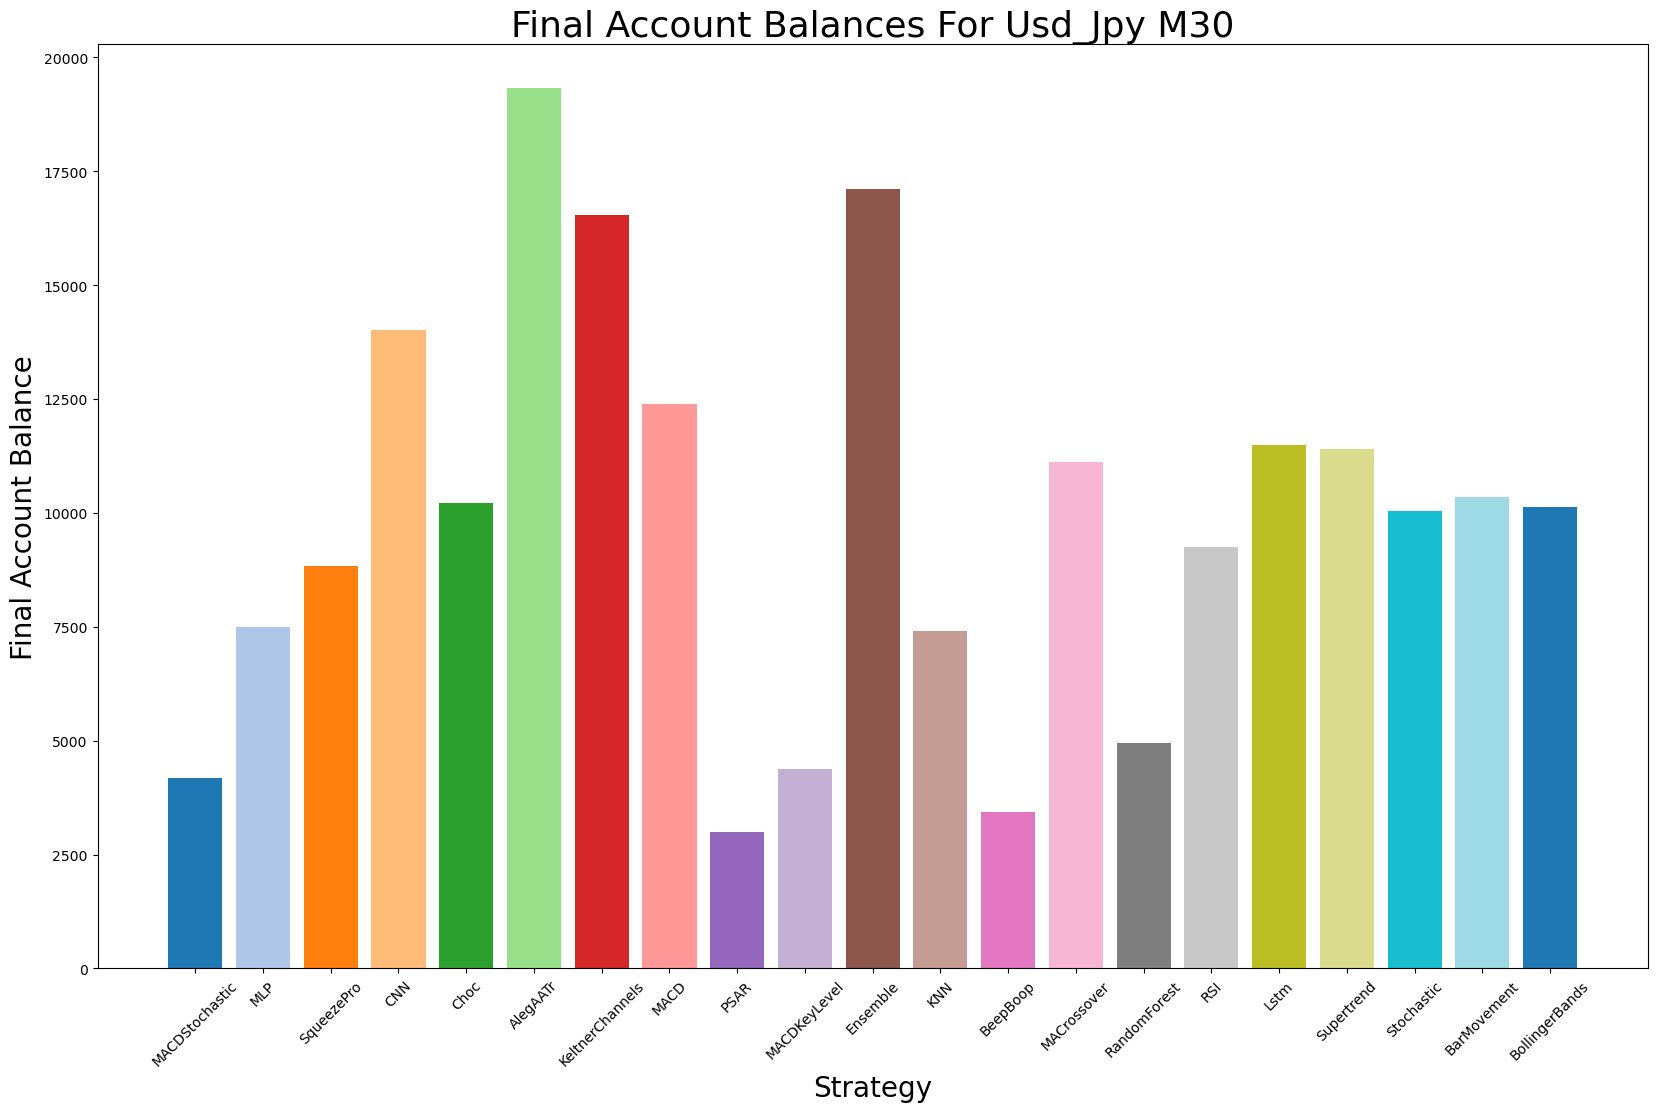 Final Account Balances For Usd_Jpy M30
Final Account Balance
20000
17500
15000
12500
10000
7500
5000
2500
0
MACDStochastic
MLP
SqueezePro
CNN
Choc
AlegAATr
KeltnerChannels
MACD
PSAR
MACDKeyLevel
Ensemble
KNN
BeepBoop
MACrossover
RandomForest
RSI
Lstm
Supertrend
Stochastic
BarMovement
BollingerBands
Strategy